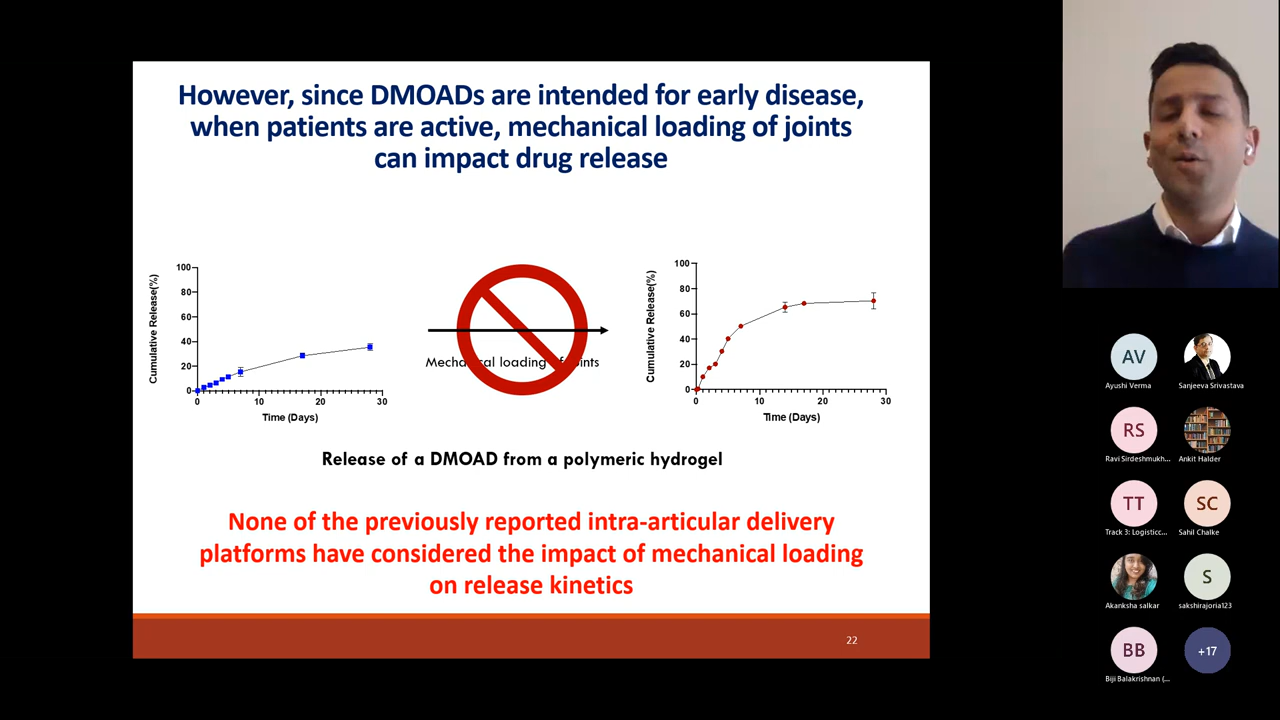 However, since DMOADs are intended for early disease,
when patients are active, mechanical loading of joints
can impact drug release
100
80
60
40
20
0
Cumulative Release(%)
0
10
20
30
Time (Days)
Mechanical loading of joints
100
80
60
40
20
0
Cumulative Release(%)
0
10
20
30
Time (Days)
Release of a DMOAD from a polymeric hydrogel
None of the previously reported intra-articular delivery
platforms have considered the impact of mechanical loading
on release kinetics
22
AV
Ayushi Verma
Sanjeeva Srivastava
RS
Ravi Sirdeshmukh...
Ankit Halder
TT
Track 3: Logisticc...
SC
Sahil Chalke
Akanksha salkar
S
sakshirajoria123
BB
Biji Balakrishnan (...
+17